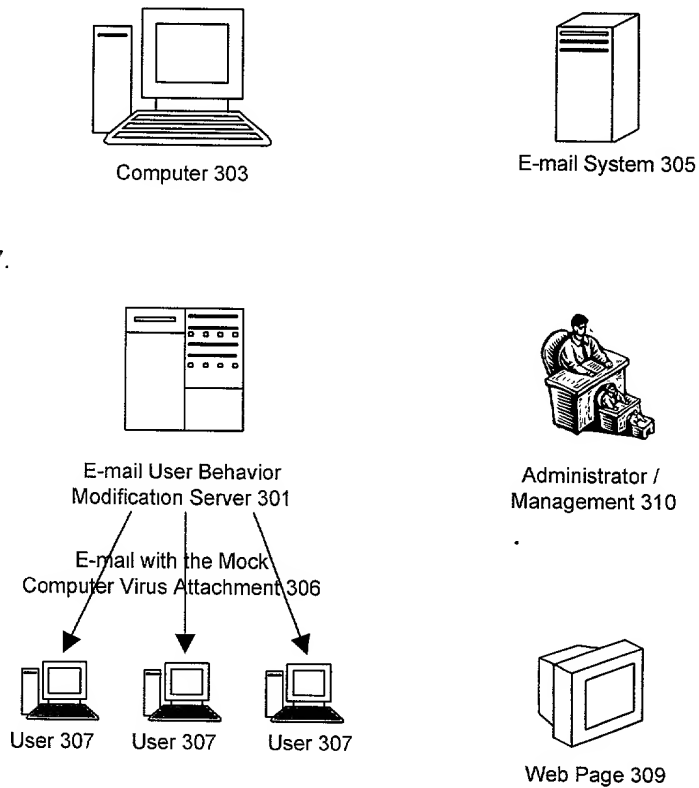 Computer 303
E-mail System 305
7.
E-mail User Behavior
Modification Server 301
Administrator /
Management 310
E-mail with the Mock
Computer Virus Attachment 306
User 307
User 307
User 307
Web Page 309